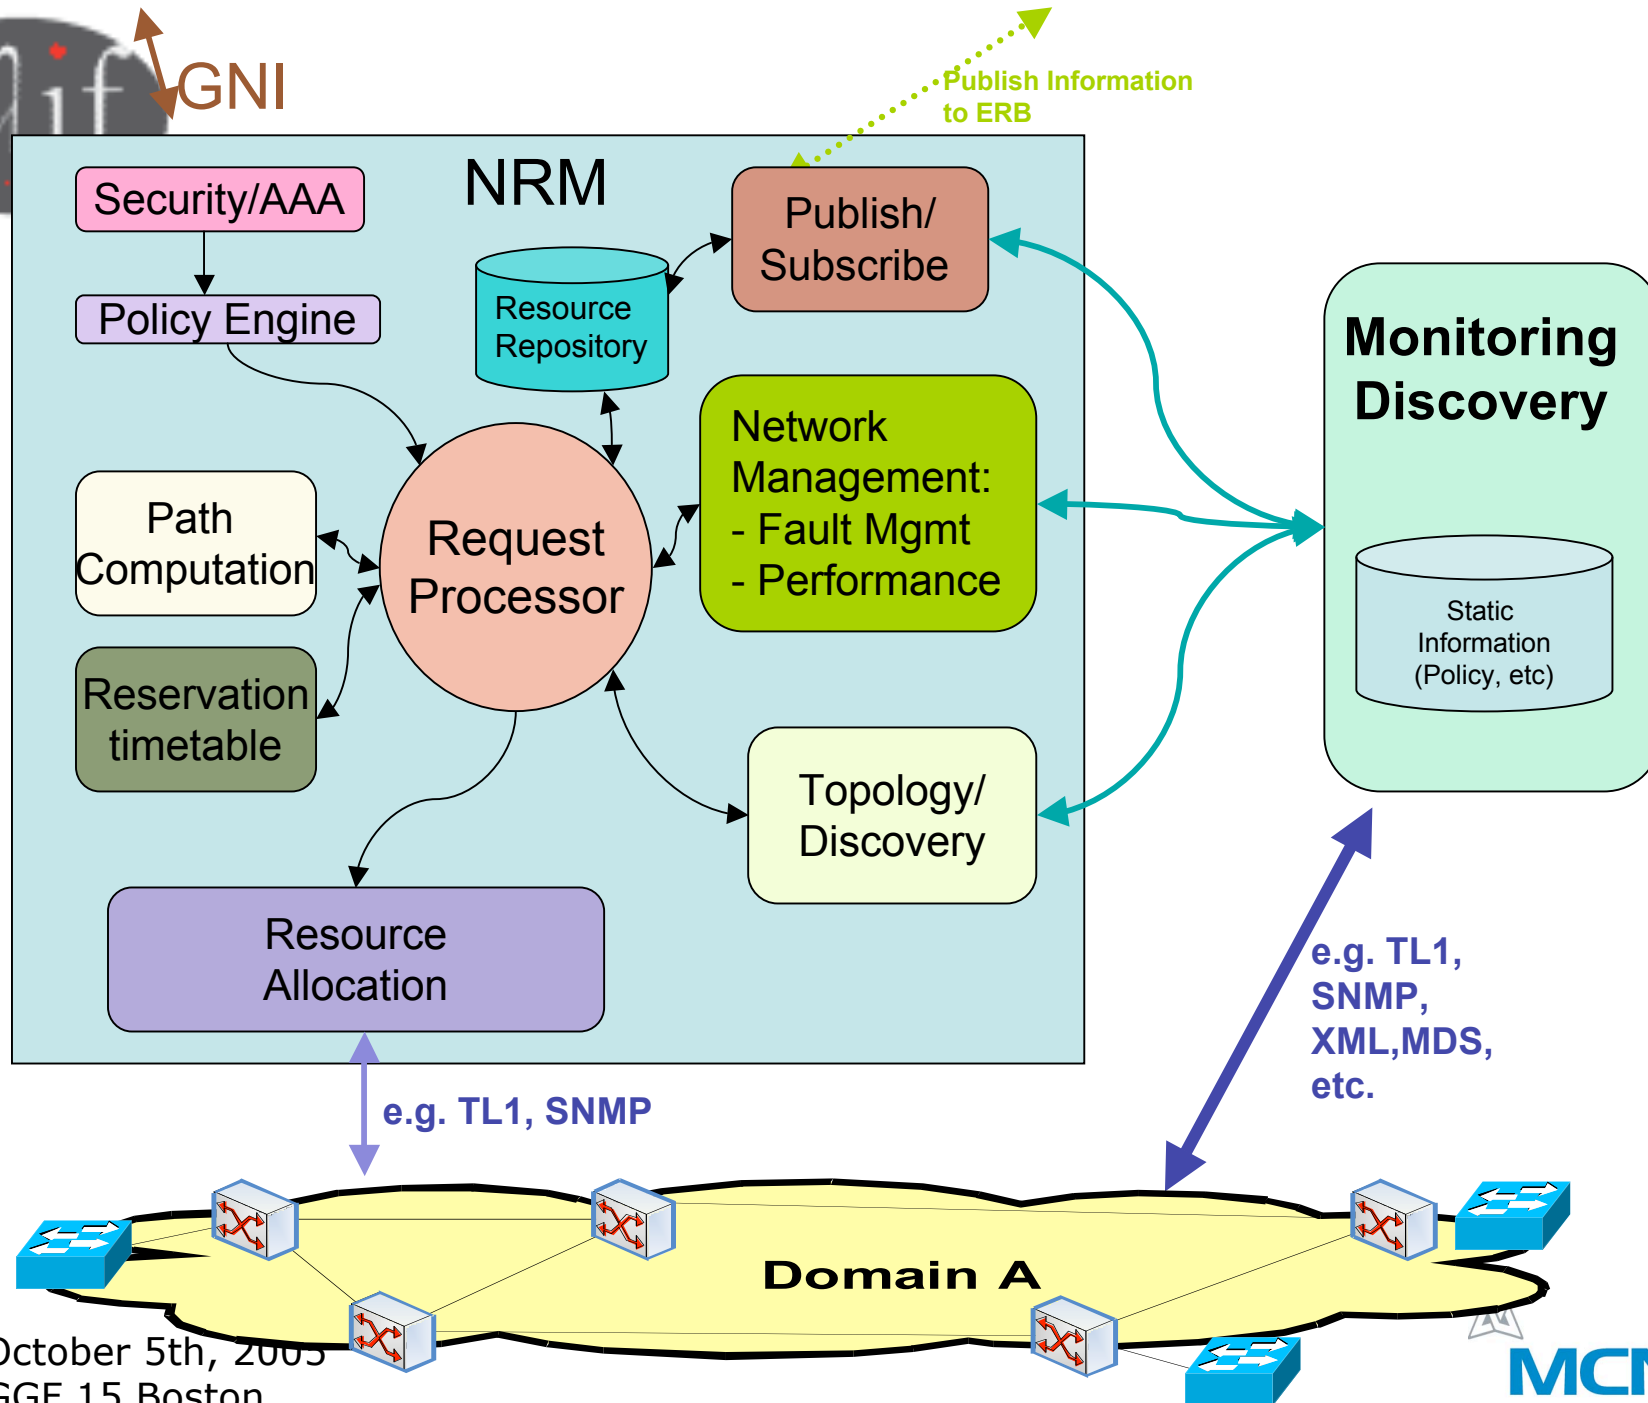 GNI
Publish Information
to ERB
NRM
Security/AAA
Publish/
Subscribe
Policy Engine
Resource
Repository
Monitoring
Discovery
Network
Management:
- Fault Mgmt
- Performance
Path
Computation
Request
Processor
Static
Information
(Policy, etc)
Reservation
timetable
Topology/
Discovery
Resource
Allocation
e.g. TL1,
SNMP,
XML,MDS,
etc.
e.g. TL1, SNMP
Domain A
October 5th, 2005
GGF 15 Boston